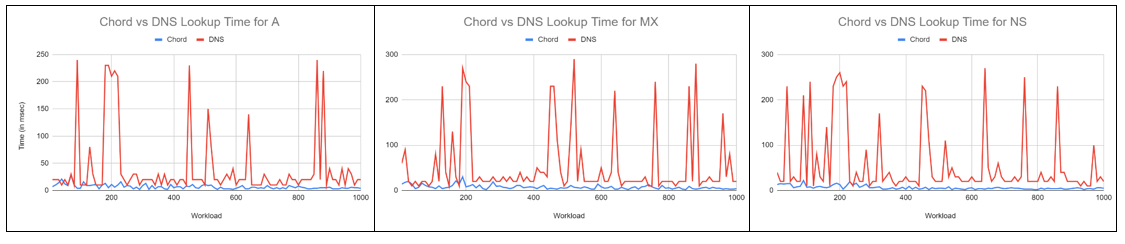 Chord vs DNS Lookup Time for A
Chord DNS
Time (in msec)
250
200
150
100
50
0
200 400 600 800 1000
Workload
Chord vs DNS Lookup Time for MX
Chord DNS
300
200
100
0
200 400 600 800 1000
Workload
Chord vs DNS Lookup Time for NS
Chord DNS
300
200
100
0
200 400 600 800 1000
Workload